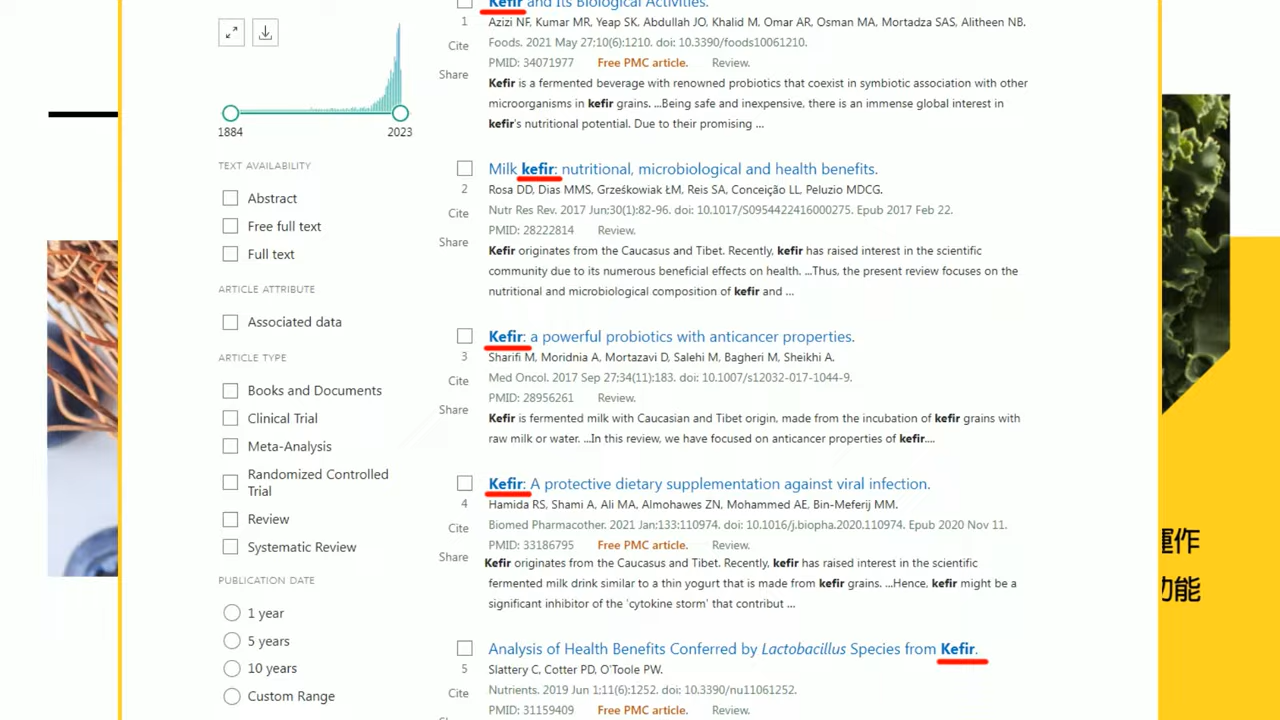 Kefir and Its Biological Activities.
1
Azizi NF, Kumar MR, Yeap SK, Abdullah JO, Khalid M, Omar AR, Osman MA, Mortadza SAS, Alitheen NB.
Cite
Foods. 2021 May 27;10(6):1210. doi: 10.3390/foods10061210.
PMID: 34071977 Free PMC article. Review.
Share
Kefir is a fermented beverage with renowned probiotics that coexist in symbiotic association with other
microorganisms in kefir grains. ...Being safe and inexpensive, there is an immense global interest in
kefir's nutritional potential. Due to their promising ...
1884
2023
TEXT AVAILABILITY
Abstract
Free full text
Full text
ARTICLE ATTRIBUTE
Associated data
ARTICLE TYPE
Books and Documents
Clinical Trial
Meta-Analysis
Randomized Controlled
Trial
Review
Systematic Review
PUBLICATION DATE
1 year
5 years
10 years
Custom Range
Milk kefir: nutritional, microbiological and health benefits.
2
Rosa DD, Dias MMS, Grześkowiak ŁM, Reis SA, Conceição LL, Peluzio MDCG.
Cite
Nutr Res Rev. 2017 Jun;30(1):82-96. doi: 10.1017/S0954422416000275. Epub 2017 Feb 22.
PMID: 28222814 Review.
Share
Kefir originates from the Caucasus and Tibet. Recently, kefir has raised interest in the scientific
community due to its numerous beneficial effects on health. ...Thus, the present review focuses on the
nutritional and microbiological composition of kefir and ...
Kefir: a powerful probiotics with anticancer properties.
3
Sharifi M, Moridnia A, Mortazavi D, Salehi M, Bagheri M, Sheikhi A.
Cite
Med Oncol. 2017 Sep 27;34(11):183. doi: 10.1007/s12032-017-1044-9.
PMID: 28956261 Review.
Share
Kefir is fermented milk with Caucasian and Tibet origin, made from the incubation of kefir grains with
raw milk or water. ...In this review, we have focused on anticancer properties of kefir....
Kefir: A protective dietary supplementation against viral infection.
4
Hamida RS, Shami A, Ali MA, Almohawes ZN, Mohammed AE, Bin-Meferij MM.
Cite
Biomed Pharmacother. 2021 Jan;133:110974. doi: 10.1016/j.biopha.2020.110974. Epub 2020 Nov 11.
PMID: 33186795 Free PMC article. Review.
Share
Kefir originates from the Caucasus and Tibet. Recently, kefir has raised interest in the scientific
fermented milk drink similar to a thin yogurt that is made from kefir grains. ...Hence, kefir might be a
significant inhibitor of the 'cytokine storm' that contribut ...
Analysis of Health Benefits Conferred by Lactobacillus Species from Kefir.
5
Slattery C, Cotter PD, O'Toole PW.
Cite
Nutrients. 2019 Jun 1;11(6):1252. doi: 10.3390/nu11061252.
PMID: 31159409 Free PMC article. Review.
運作
功能